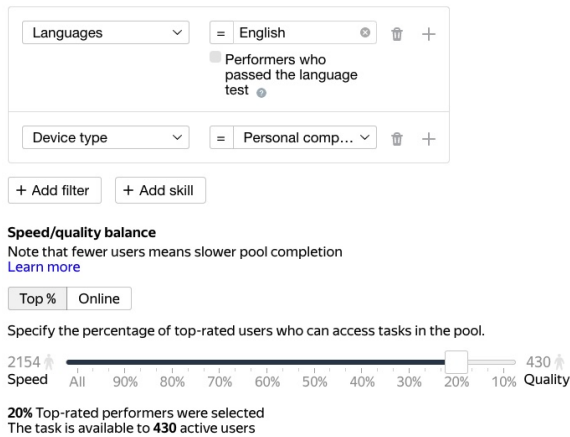 Languages = English
Performers who
passed the language
test ?
Device type = Personal comp...
+ Add filter + Add skill
Speed/quality balance
Note that fewer users means slower pool completion
Learn more
Top % Online
Specify the percentage of top-rated users who can access tasks in the pool.
2154 430
Speed All 90% 80% 70% 60% 50% 40% 30% 20% 10% Quality
20% Top-rated performers were selected
The task is available to 430 active users